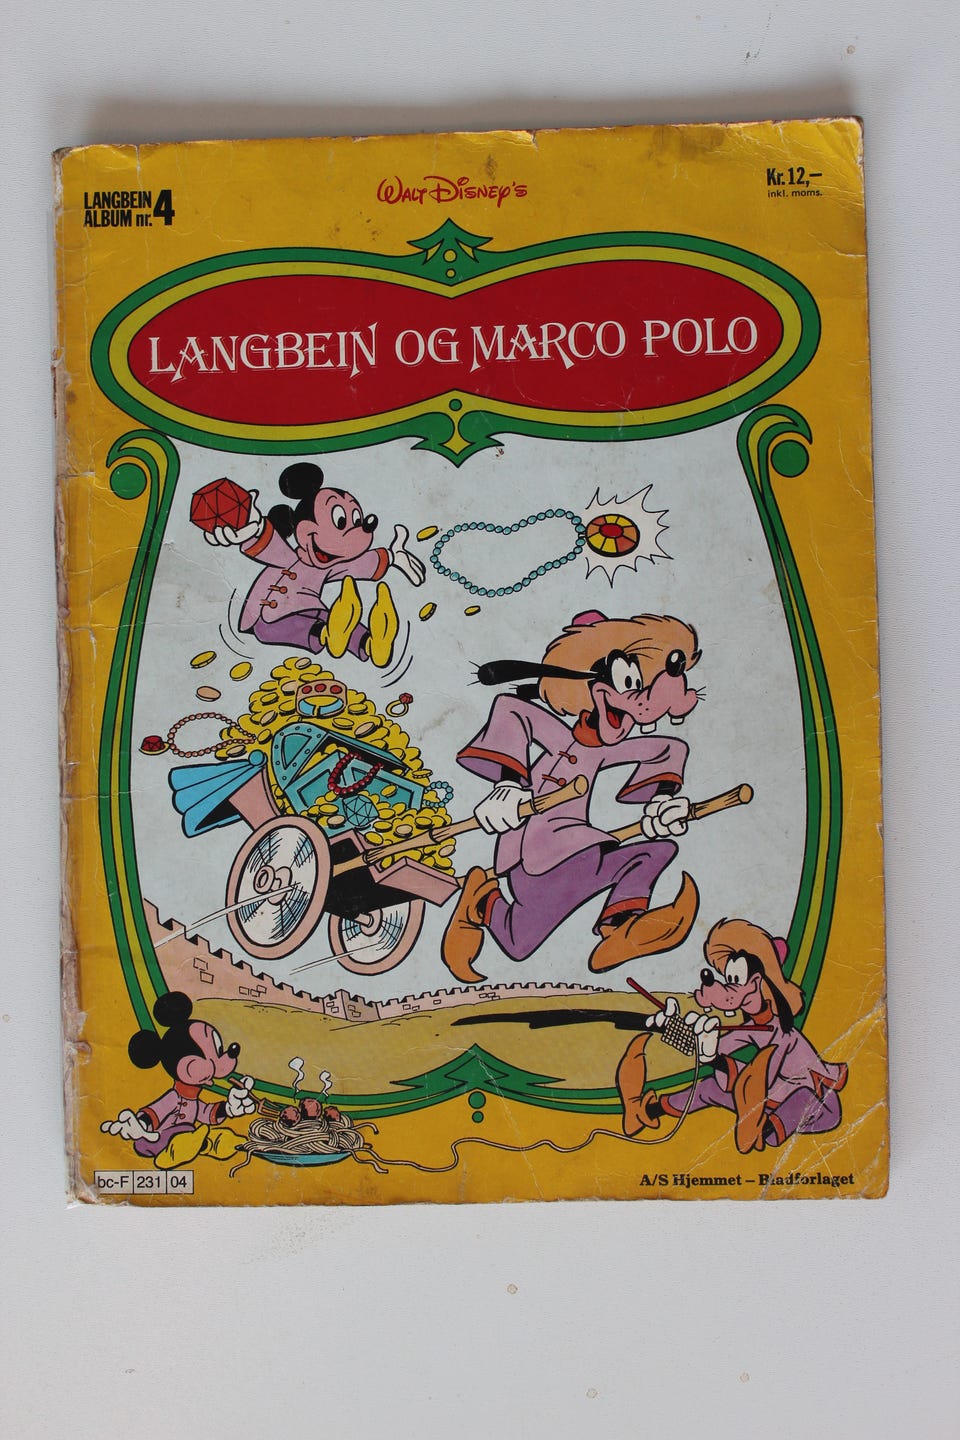 LANGBEIN
ALBUM nr. 4
WALT DISNEY'S
Kr. 12,–
inkl. moms.
LANGBEIN OG MARCO POLO
bc-F 231 04
A/S Hjemmet – Bladforlaget